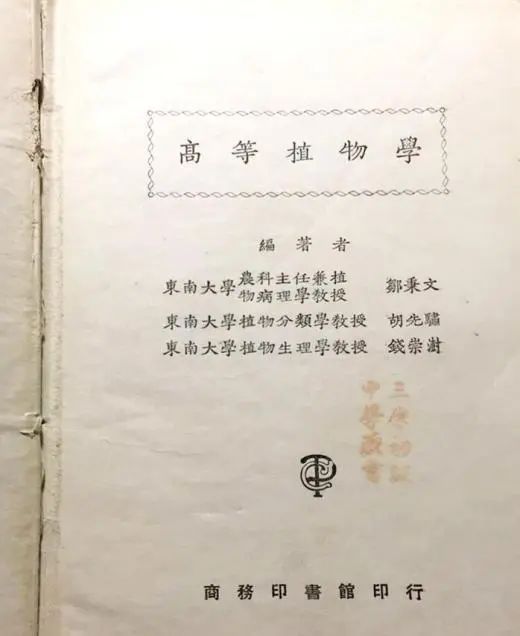 高等植物學
編著者
東南大學農科主任兼植物病理學教授 鄒秉文
東南大學植物分類學教授 胡先驌
東南大學植物生理學教授 錢崇澍
商務印書館印行